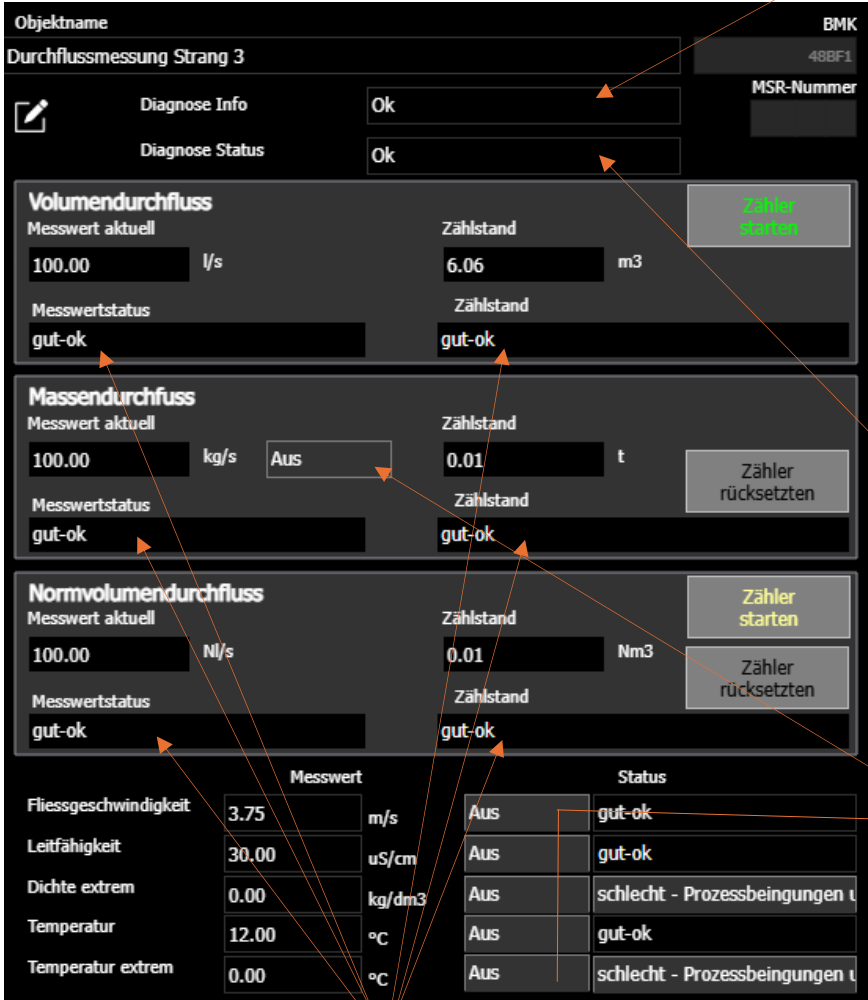 Objektname BMK
Durchflussmessung Strang 3 48BF1
MSR-Nummer
Diagnose Info Ok
Diagnose Status Ok
Volumendurchfluss
Zähler
starten
Messwert aktuell Zählstand
100.00 l/s 6.06 m3
Messwertstatus Zählstand
gut-ok gut-ok
Massendurchfuss
Messwert aktuell Zählstand
100.00 kg/s Aus 0.01 t
Zähler
rücksetzten
Messwertstatus Zählstand
gut-ok gut-ok
Normvolumendurchfluss
Zähler
starten
Messwert aktuell Zählstand
100.00 Nl/s 0.01 Nm3
Zähler
rücksetzten
Messwertstatus Zählstand
gut-ok gut-ok
Messwert Status
Fliessgeschwindigkeit 3.75 m/s Aus gut-ok
Leitfähigkeit 30.00 uS/cm Aus gut-ok
Dichte extrem 0.00 kg/dm3 Aus schlecht - Prozessbeingungen
Temperatur 12.00 °C Aus gut-ok
Temperatur extrem 0.00 °C Aus schlecht - Prozessbeingungen